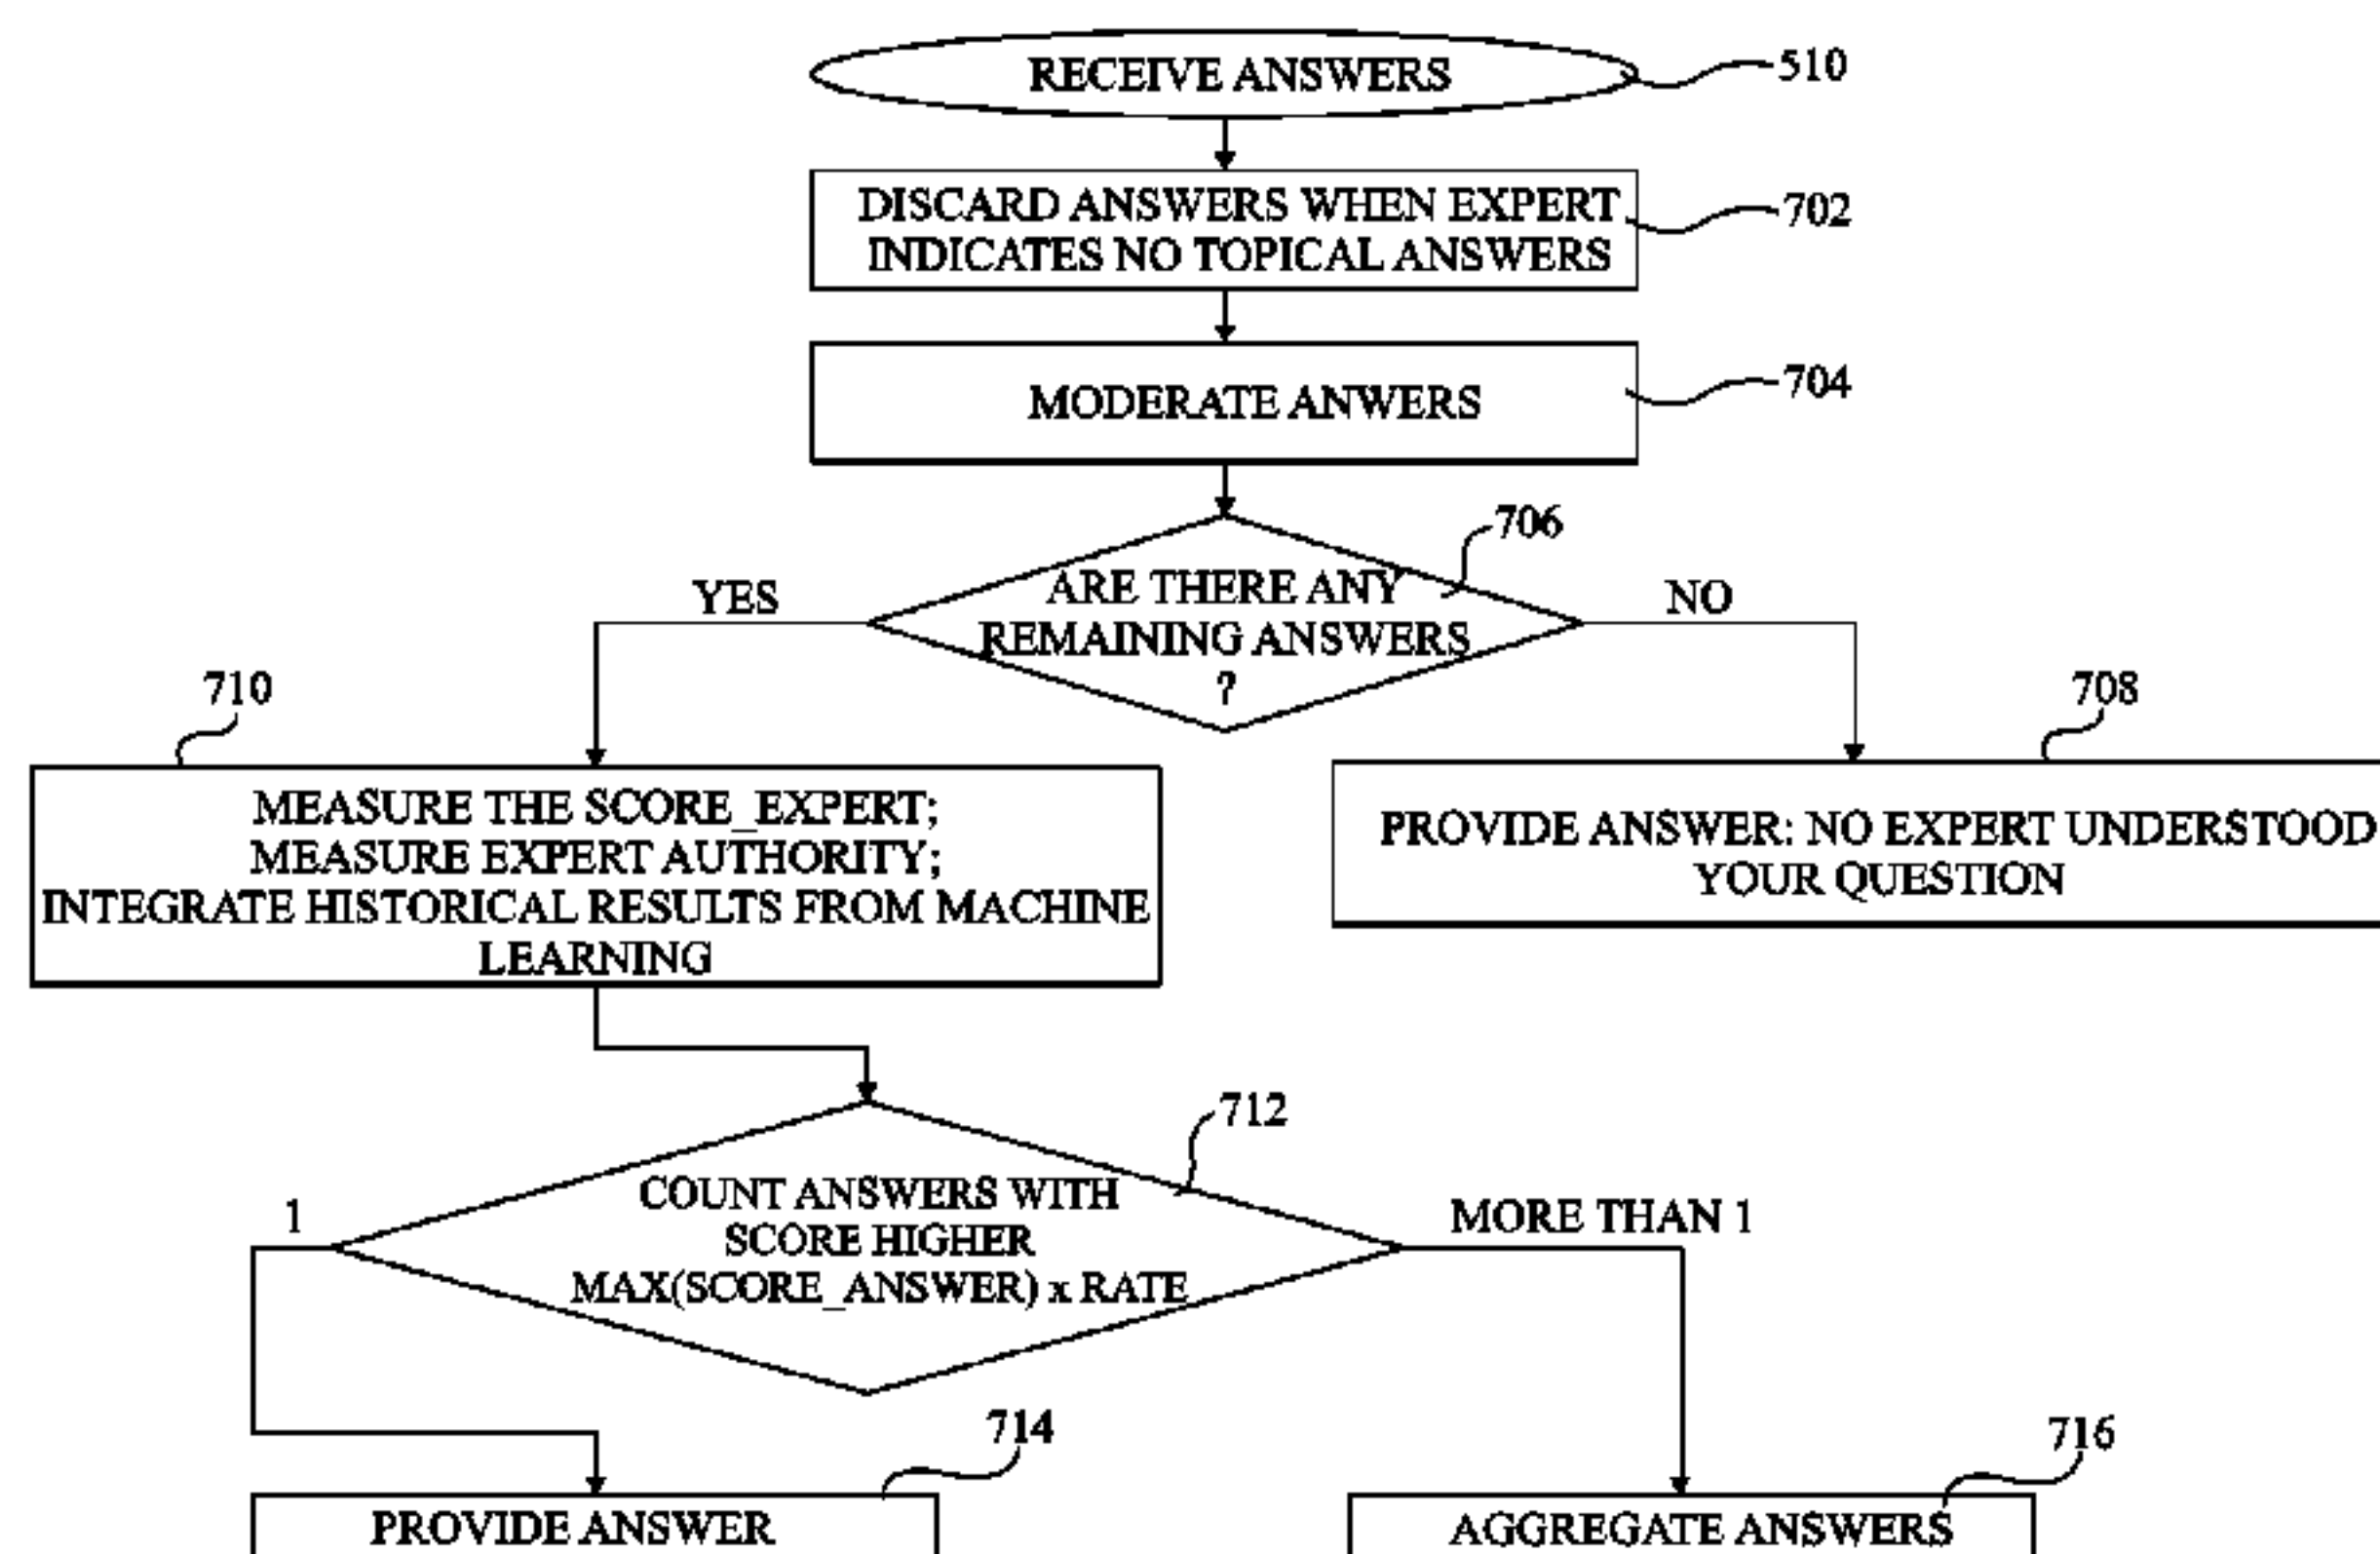 RECEIVE ANSWERS
510
DISCARD ANSWERS WHEN EXPERT
INDICATES NO TOPICAL ANSWERS
702
MODERATE ANWERS
704
706
ARE THERE ANY
REMAINING ANSWERS
?
YES
NO
710
MEASURE THE SCORE_EXPERT;
MEASURE EXPERT AUTHORITY;
INTEGRATE HISTORICAL RESULTS FROM MACHINE
LEARNING
708
PROVIDE ANSWER: NO EXPERT UNDERSTOOD
YOUR QUESTION
712
COUNT ANSWERS WITH
SCORE HIGHER
MAX(SCORE_ANSWER) x RATE
1
MORE THAN 1
714
PROVIDE ANSWER
716
AGGREGATE ANSWERS